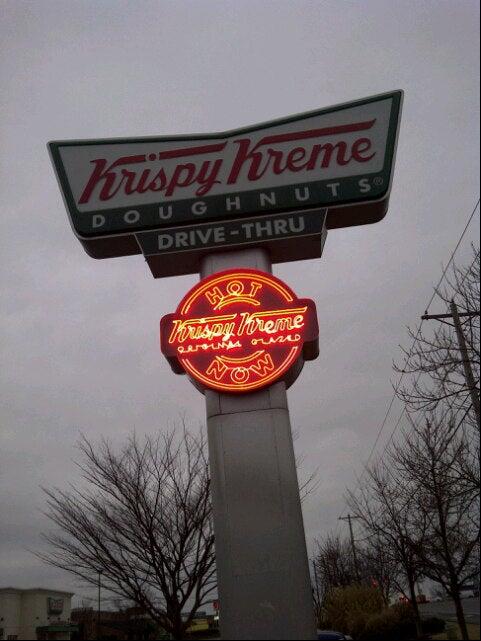 Krispy Kreme
DOUGHNUTS®
DRIVE-THRU
HOT
Krispy Kreme
ORIGINAL GLAZED
NOW